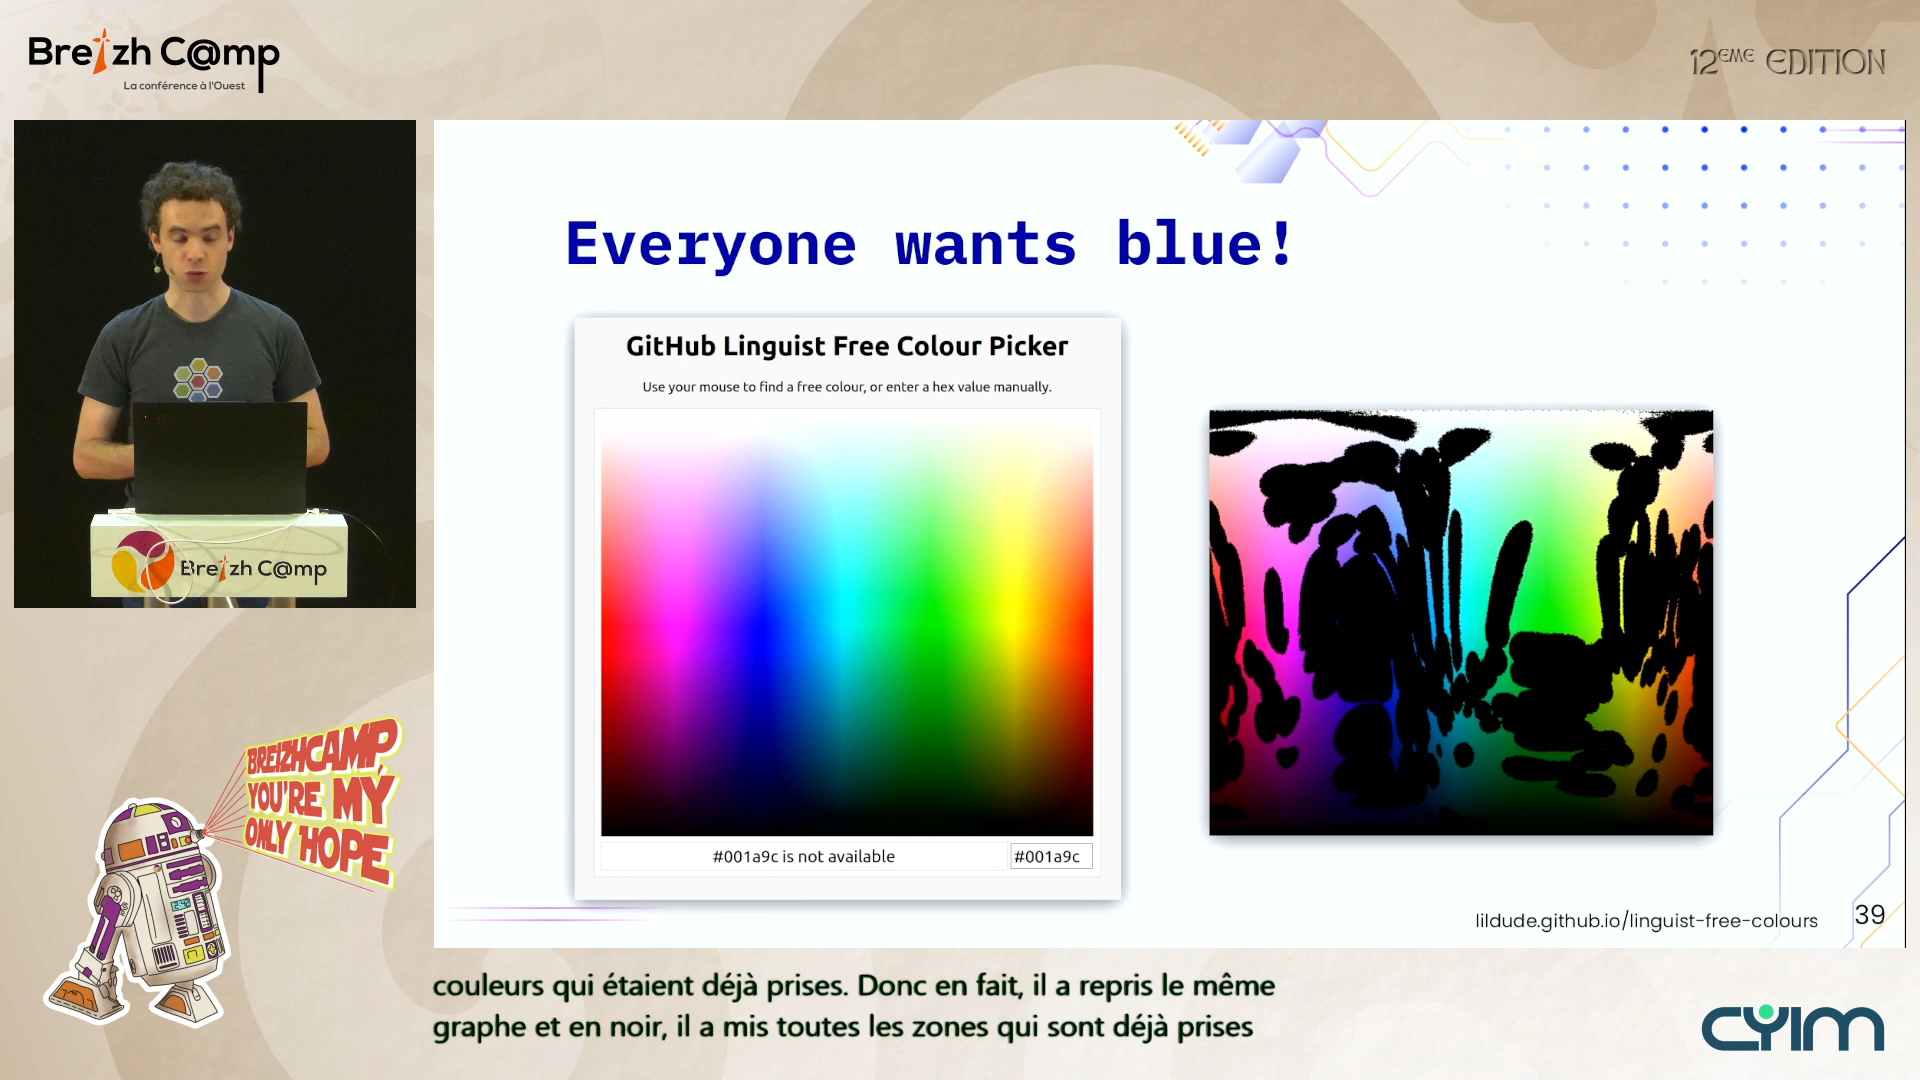 Breizh C@mp
La conférence à l'Ouest
12EME EDITION
Everyone wants blue!
GitHub Linguist Free Colour Picker
Use your mouse to find a free colour, or enter a hex value manually.
#001a9c is not available
#001a9c
lildude.github.io/linguist-free-colours
39
Breizh C@mp
BREIZHCAMP,
YOU'RE MY
ONLY HOPE
couleurs qui étaient déjà prises. Donc en fait, il a repris le même
graphe et en noir, il a mis toutes les zones qui sont déjà prises
CYIM